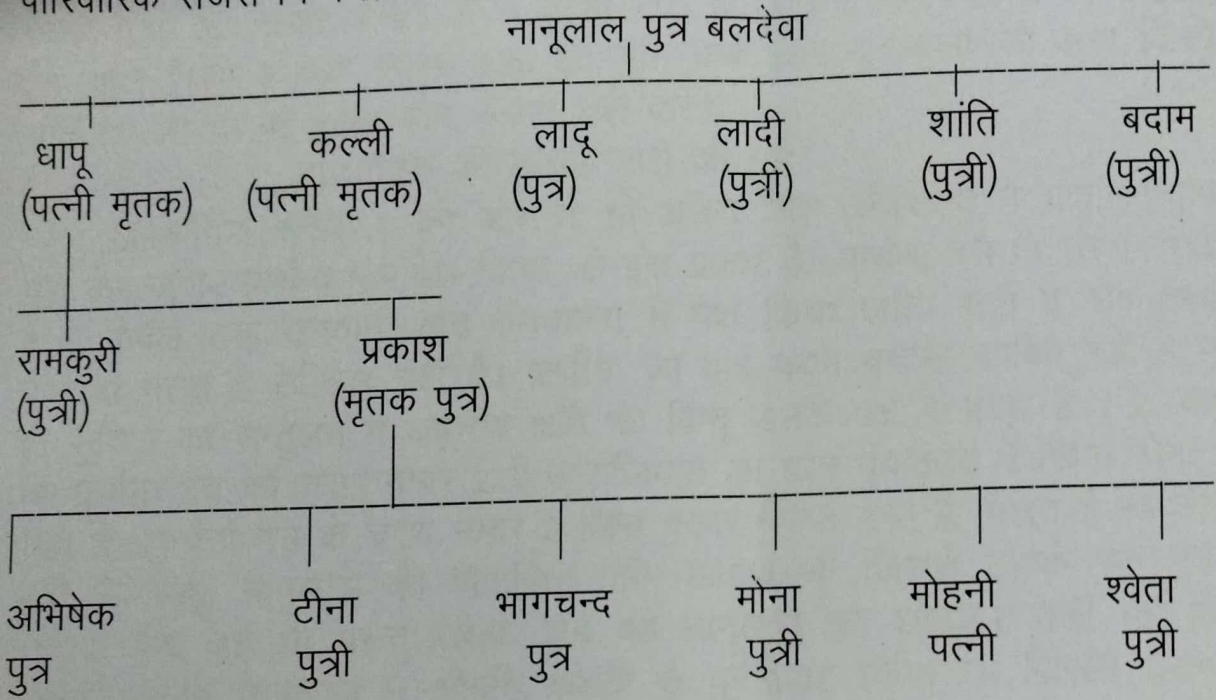 पारिवारिक
नानूलाल पुत्र बलदेवा
धापू कल्ली लादू लादी शांति बदाम
(पत्नी मृतक) (पत्नी मृतक) (पुत्र) (पुत्री) (पुत्री) (पुत्री)
रामकुरी प्रकाश
(पुत्री) (मृतक पुत्र)
अभिषेक टीना भागचन्द मोना मोहनी श्वेता
पुत्र पुत्री पुत्र पुत्री पत्नी पुत्री